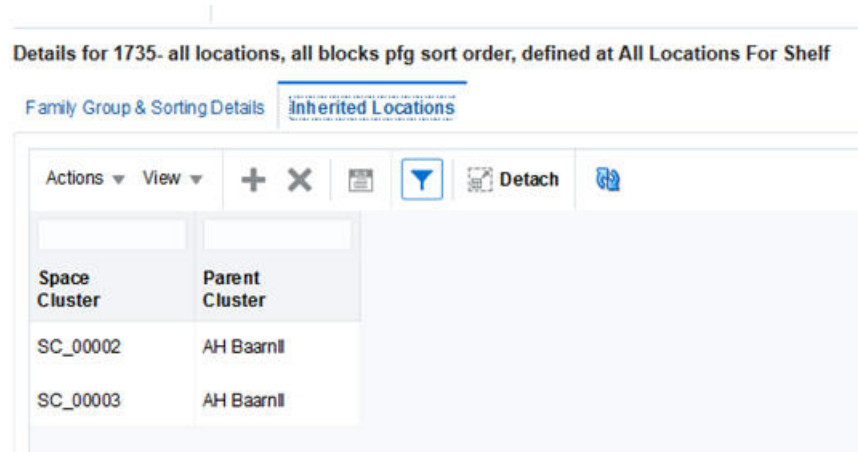 Details for 1735- all locations, all blocks pfg sort order, defined at All Locations For Shelf
Family Group & Sorting Details Inherited Locations
Actions View Detach
Space Cluster Parent Cluster
SC_00002 AH Baarnll
SC_00003 AH Baarnll